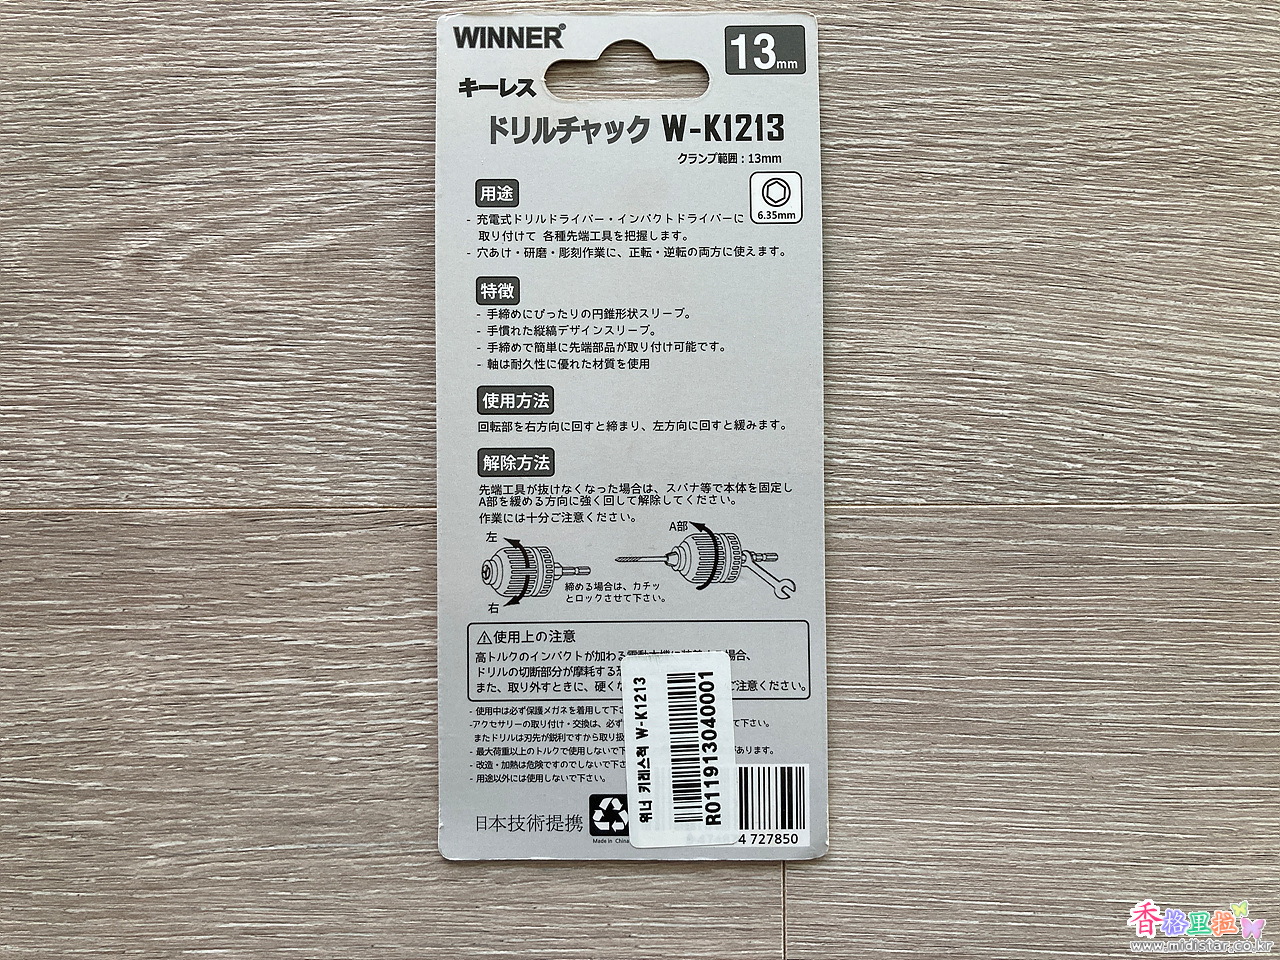 WINNER®
13mm
キーレス
ドリルチャック W-K1213
クランプ範囲：13mm
6.35mm
用途
- 充電式ドリルドライバー・インパクトドライバーに
取り付けて 各種先端工具を把握します。
- 穴あけ・研磨・彫刻作業に、正転・逆転の両方に使えます。
特徴
- 手締めにぴったりの円錐形状スリーブ。
- 手慣れた縦縞デザインスリーブ。
- 手締めで簡単に先端部品が取り付け可能です。
- 軸は耐久性に優れた材質を使用
使用方法
回転部を右方向に回すと締まり、左方向に回すと緩みます。
解除方法
先端工具が抜けなくなった場合は、スパナ等で本体を固定し
A部を緩める方向に強く回して解除してください。
作業には十分ご注意ください。
左
A部
締める場合は、カチッ
とロックさせて下さい。
右
⚠使用上の注意
高トルクのインパクトが加わる
場合、
ドリルの切断部分が摩耗する
また、取り外すときに、硬く
ご注意ください。
- 使用中は必ず保護メガネを着用して下さ
-アクセサリーの取り付け・交換は、必ず
て下さい。
またドリルは刃先が鋭利ですから取り扱
- 最大荷重以上のトルクで使用しないで下
があります。
- 改造・加熱は危険ですのでしないで下さ
- 用途以外には使用しないで下さい。
日本技術提携
Made in China
위너 키레스척 W-K1213
R0119130400​01
4 727850
香格里拉
www.midistar.co.kr